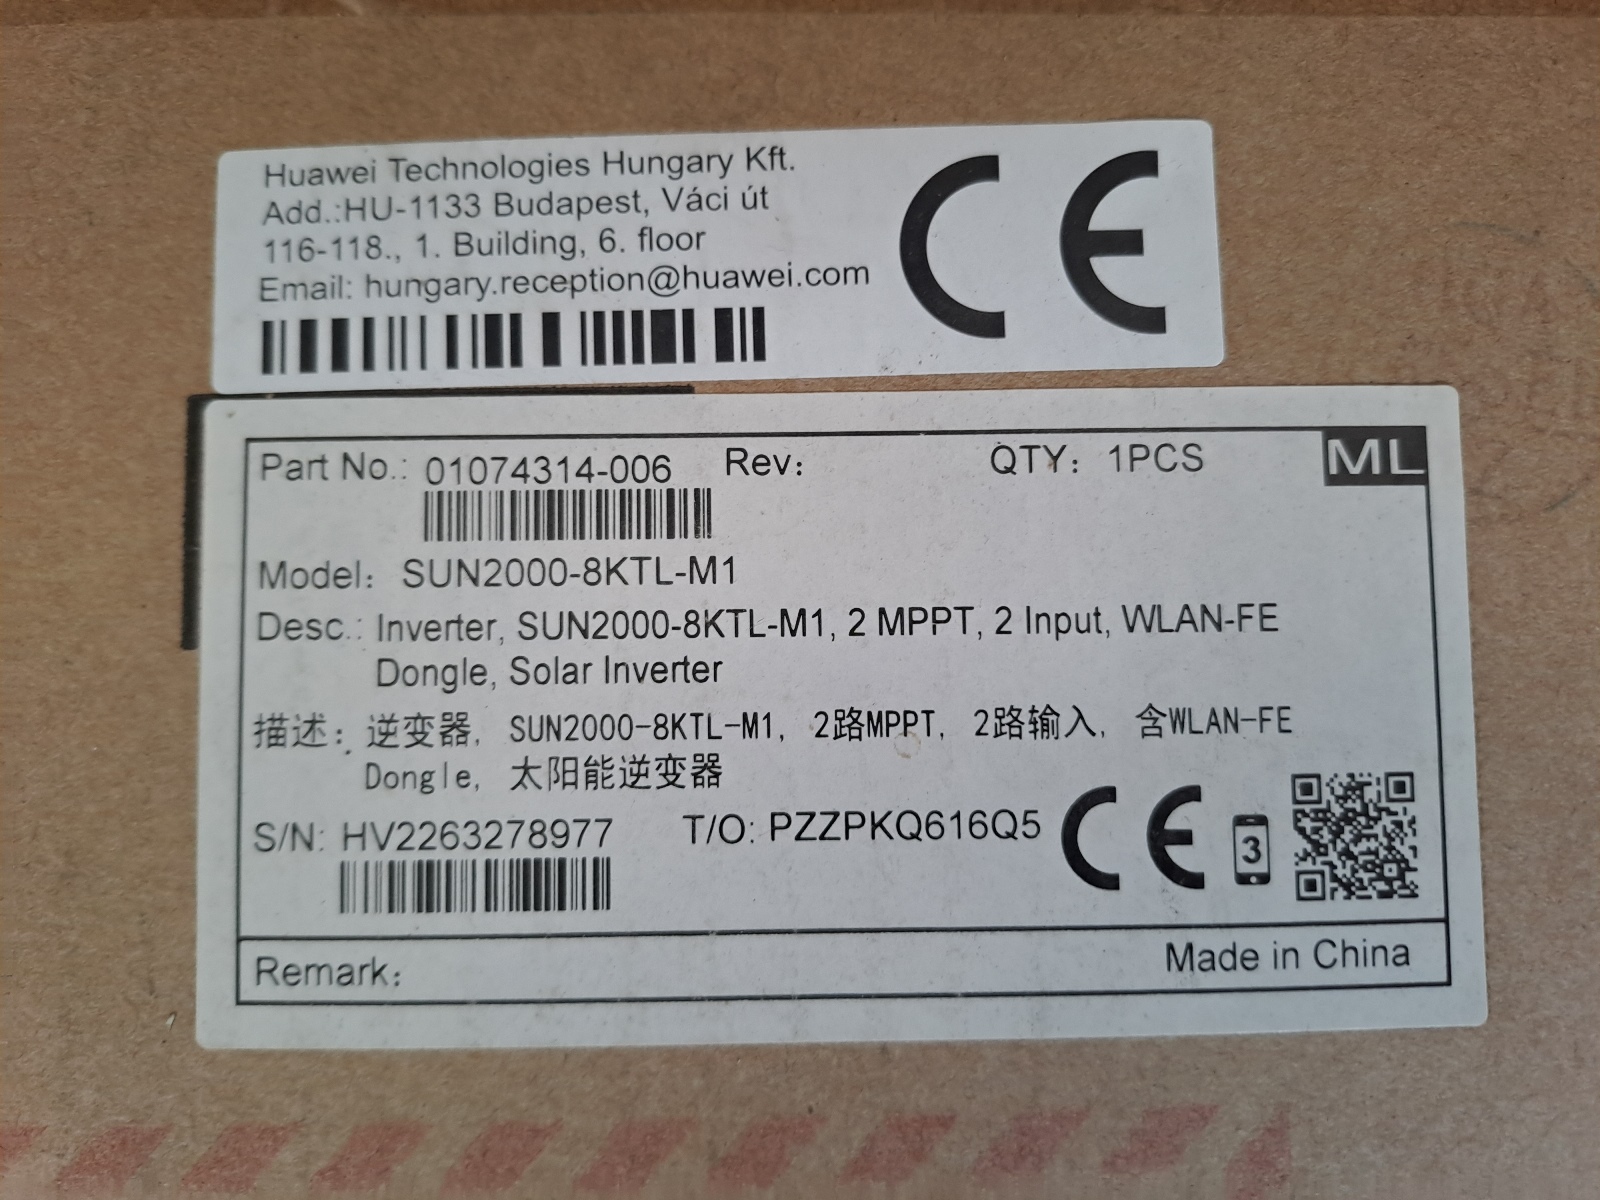 Huawei Technologies Hungary Kft.
Add.:HU-1133 Budapest, Váci út
116-118., 1. Building, 6. floor
Email: hungary.reception@huawei.com
CE
Part No.: 01074314-006 Rev: QTY: 1PCS ML
Model: SUN2000-8KTL-M1
Desc.: Inverter, SUN2000-8KTL-M1, 2 MPPT, 2 Input, WLAN-FE
Dongle, Solar Inverter
描述: 逆变器, SUN2000-8KTL-M1, 2路MPPT, 2路输入, 含WLAN-FE
Dongle, 太阳能逆变器
S/N: HV2263278977 T/O: PZZPKQ616Q5 CE 3
Remark: Made in China